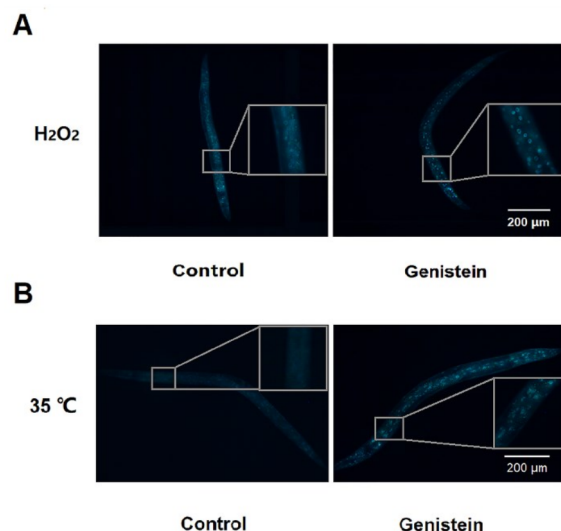 A
H2O2
200 µm
Control
Genistein
B
35 ℃
200 µm
Control
Genistein